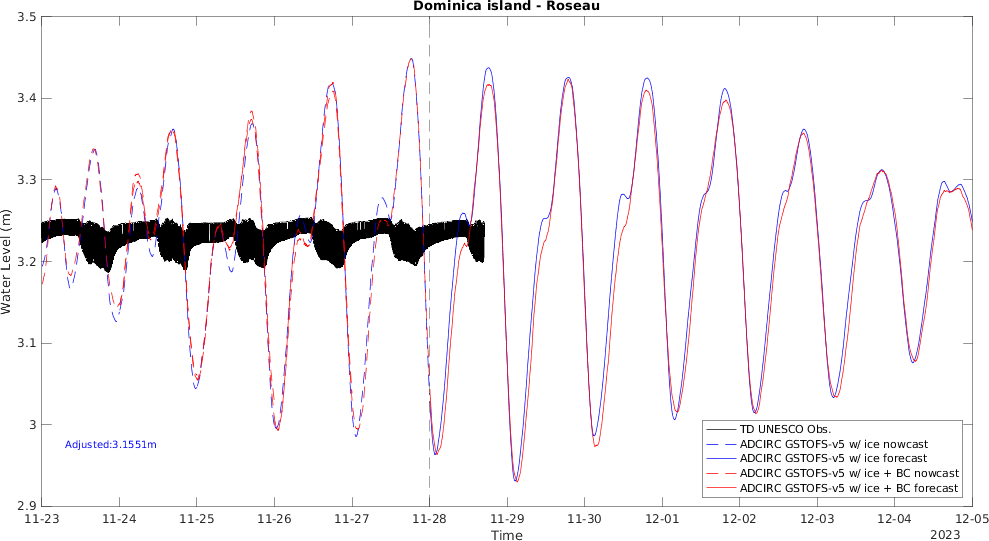 Dominica island - Roseau
3.5
3.4
3.3
3.2
3.1
3
2.9
Water Level (m)
Adjusted:3.1551m
TD UNESCO Obs.
ADCIRC GSTOFS-v5 w/ ice nowcast
ADCIRC GSTOFS-v5 w/ ice forecast
ADCIRC GSTOFS-v5 w/ ice + BC nowcast
ADCIRC GSTOFS-v5 w/ ice + BC forecast
11-23 11-24 11-25 11-26 11-27 11-28 11-29 11-30 12-01 12-02 12-03 12-04 12-05
Time
2023